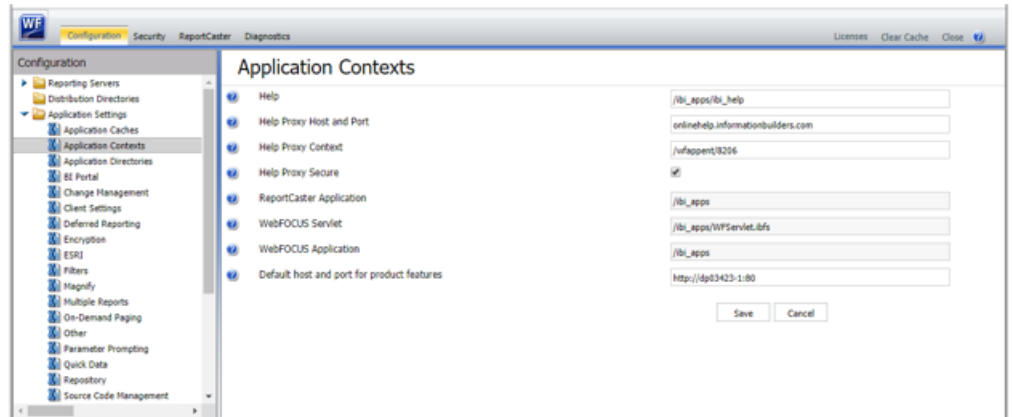 WF
Configuration Security ReportCaster Diagnostics Licenses Clear Cache Close
Configuration
Reporting Servers
Distribution Directories
Application Settings
Application Caches
Application Contexts
Application Directories
BI Portal
Change Management
Client Settings
Deferred Reporting
Encryption
ESRI
Filters
Magnify
Multiple Reports
On-Demand Paging
Other
Parameter Prompting
Quick Data
Repository
Source Code Management
Application Contexts
Help /ibi_apps/ibi_help
Help Proxy Host and Port onlinehelp.informationbuilders.com
Help Proxy Context /wfappent/8206
Help Proxy Secure
ReportCaster Application /ibi_apps
WebFOCUS Servlet /ibi_apps/WFServlet.ibfs
WebFOCUS Application /ibi_apps
Default host and port for product features http://dp03423-1:80
Save Cancel